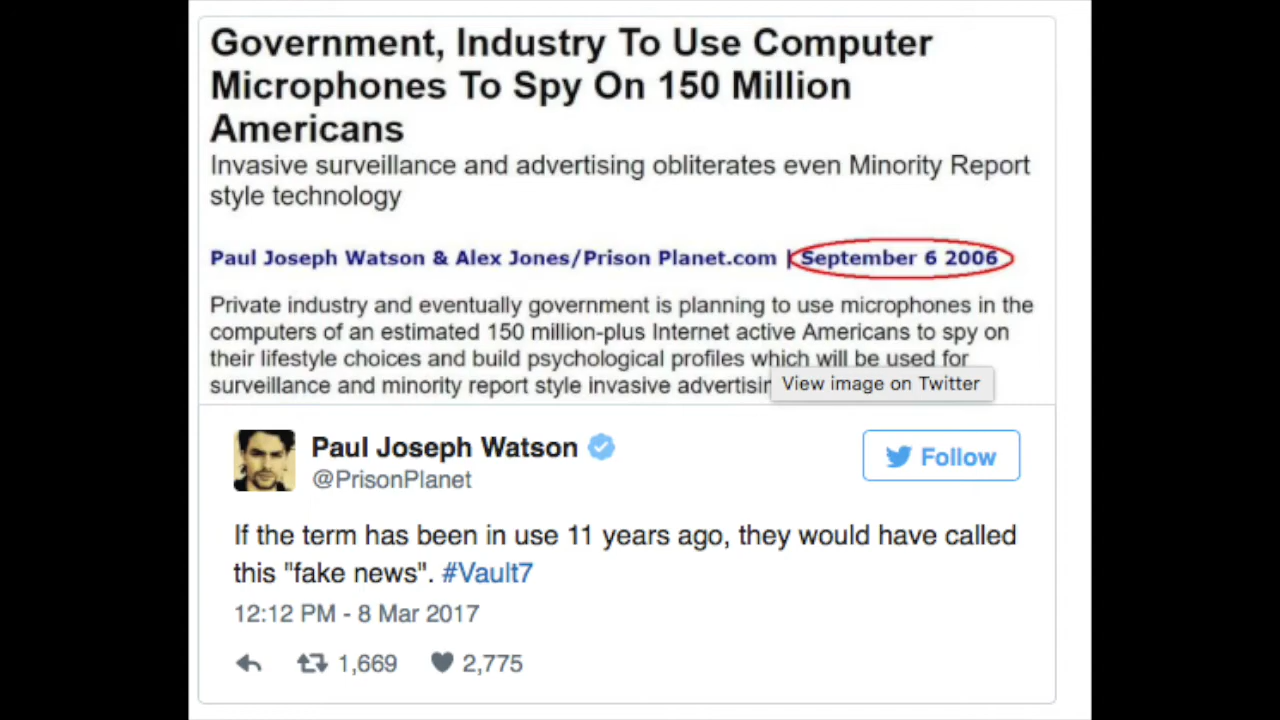 Government, Industry To Use Computer
Microphones To Spy On 150 Million
Americans
Invasive surveillance and advertising obliterates even Minority Report
style technology
Paul Joseph Watson & Alex Jones/Prison Planet.com | September 6 2006
Private industry and eventually government is planning to use microphones in the
computers of an estimated 150 million-plus Internet active Americans to spy on
their lifestyle choices and build psychological profiles which will be used for
surveillance and minority report style invasive
View image on Twitter
Paul Joseph Watson
@PrisonPlanet
Follow
If the term has been in use 11 years ago, they would have called
this "fake news". #Vault7
12:12 PM - 8 Mar 2017
1,669 2,775